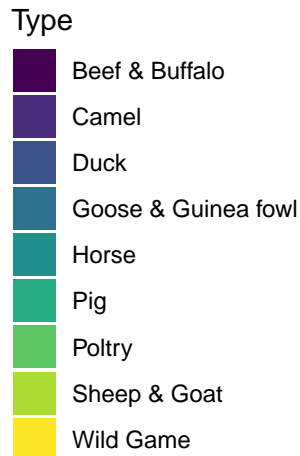 Type
Beef & Buffalo
Camel
Duck
Goose & Guinea fowl
Horse
Pig
Poltry
Sheep & Goat
Wild Game